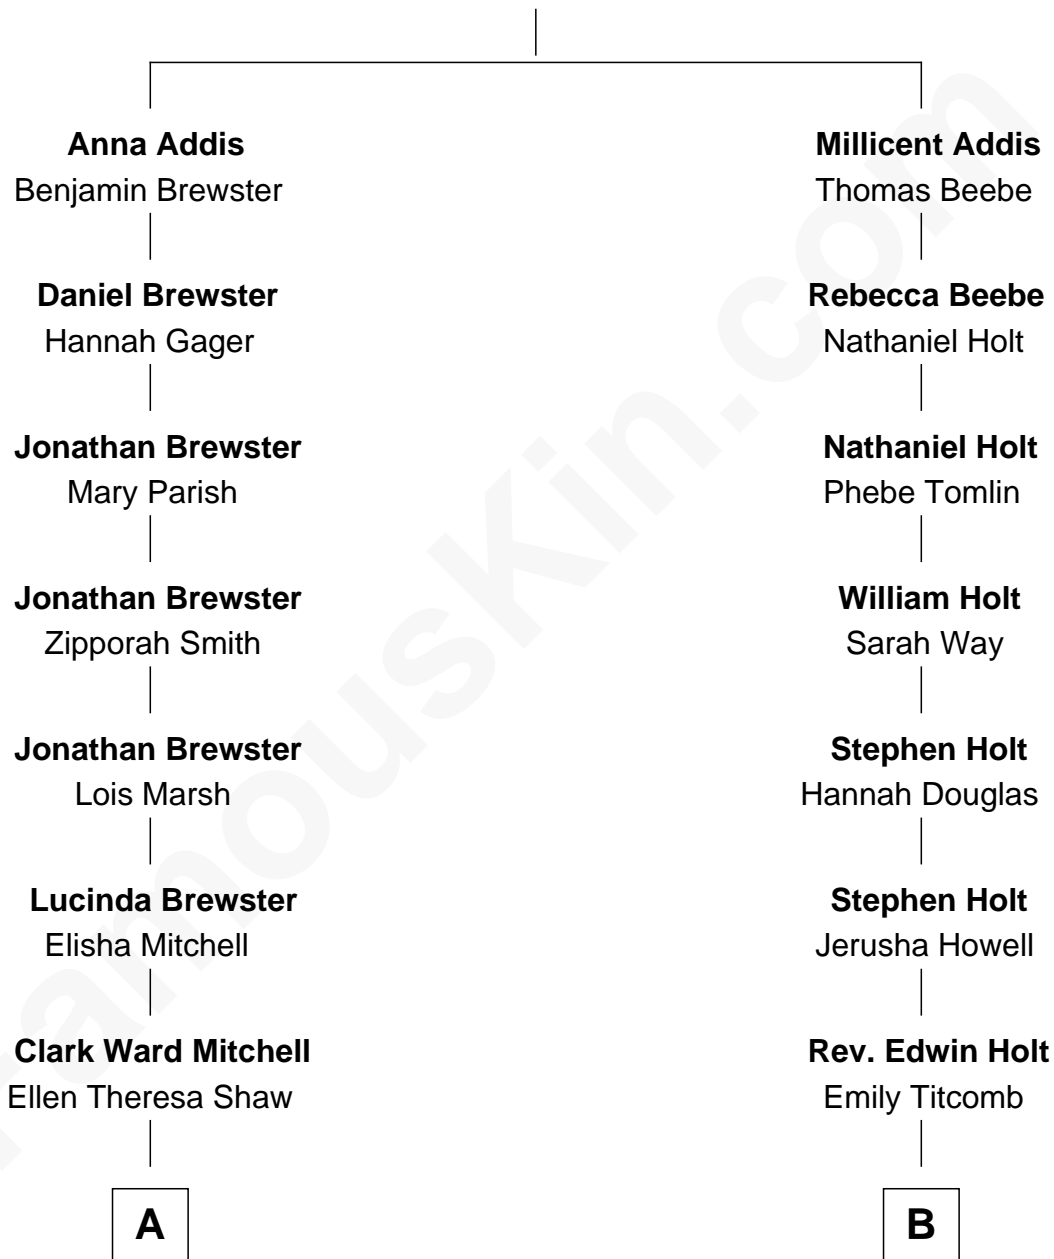 Anna Addis
Benjamin Brewster
Millicent Addis
Thomas Beebe
Daniel Brewster
Hannah Gager
Rebecca Beebe
Nathaniel Holt
Jonathan Brewster
Mary Parish
Nathaniel Holt
Phebe Tomlin
Jonathan Brewster
Zipporah Smith
William Holt
Sarah Way
Jonathan Brewster
Lois Marsh
Stephen Holt
Hannah Douglas
Lucinda Brewster
Elisha Mitchell
Stephen Holt
Jerusha Howell
Clark Ward Mitchell
Ellen Theresa Shaw
Rev. Edwin Holt
Emily Titcomb
A
B
FamousKin.com